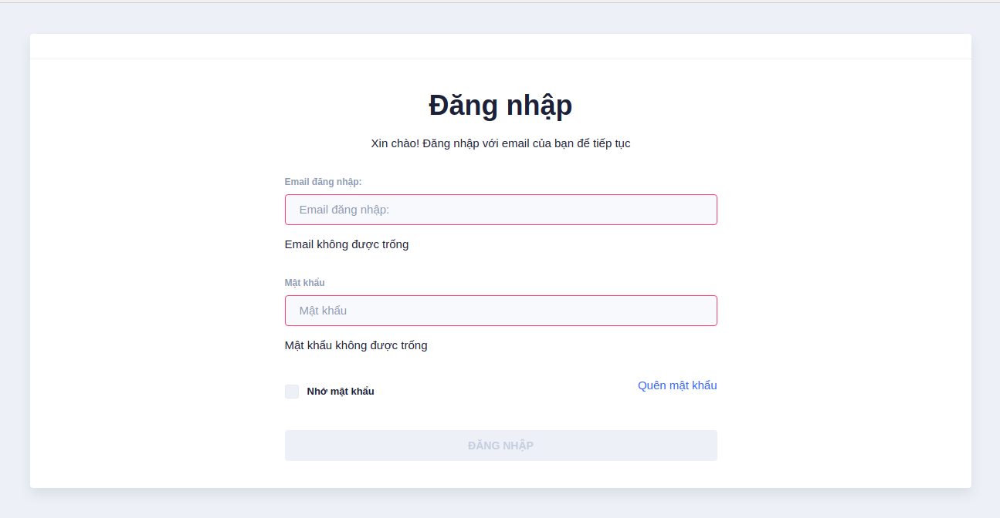 Đăng nhập
Xin chào! Đăng nhập với email của bạn để tiếp tục
Email đăng nhập:
Email đăng nhập:
Email không được trống
Mật khẩu
Mật khẩu
Mật khẩu không được trống
Nhớ mật khẩu
Quên mật khẩu
ĐĂNG NHẬP